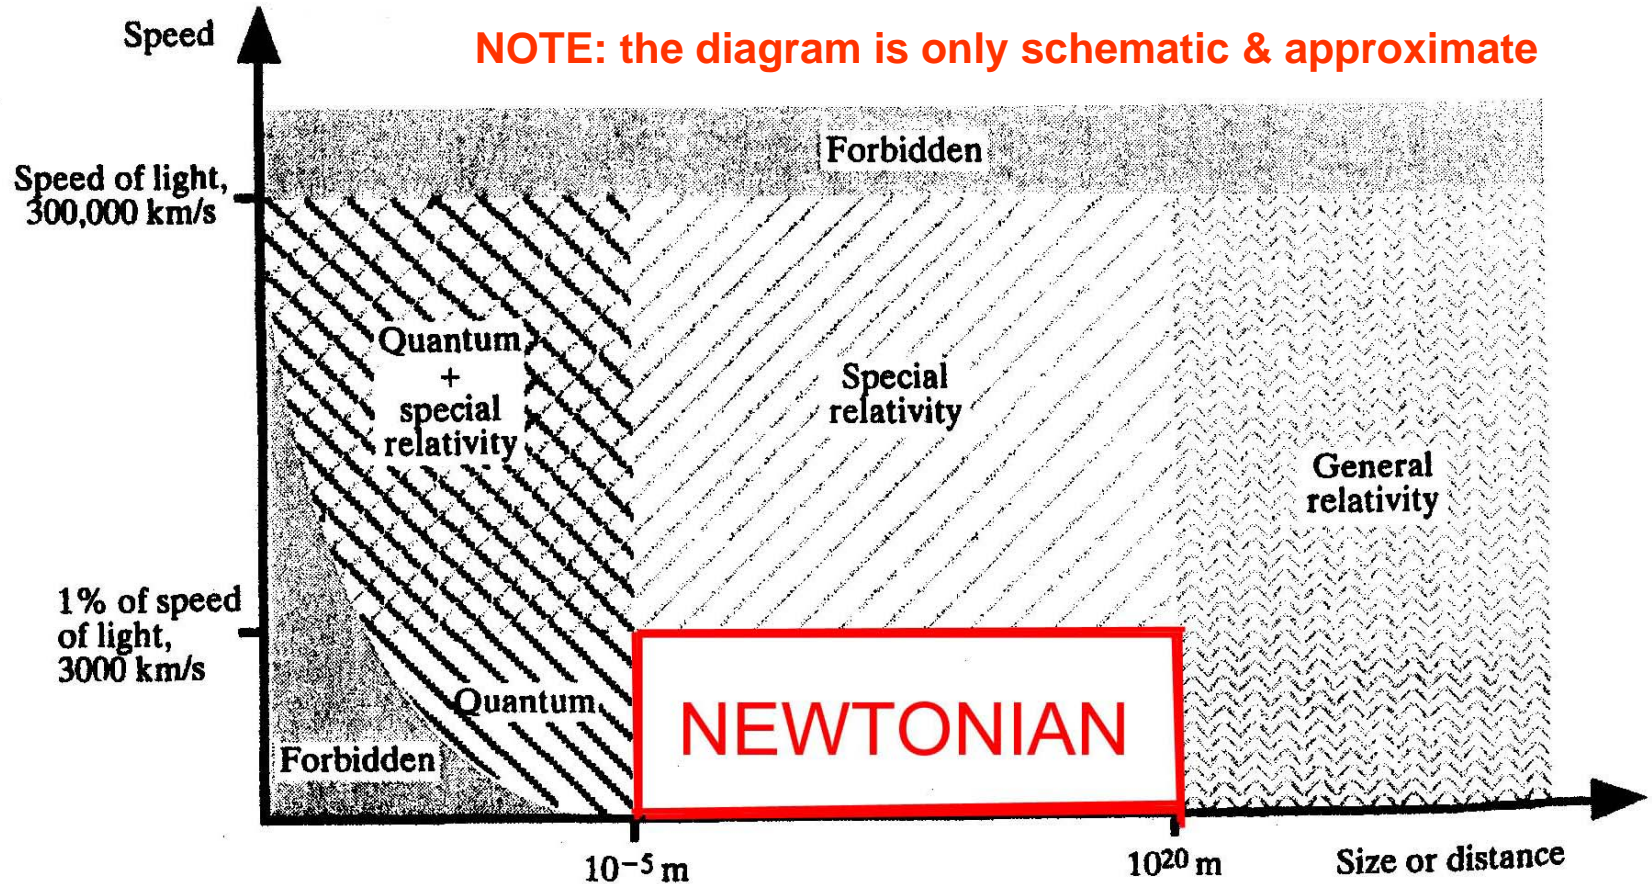 Speed
NOTE: the diagram is only schematic & approximate
Forbidden
Speed of light,
300,000 km/s
Quantum
+
special
relativity
Special
relativity
General
relativity
1% of speed
of light,
3000 km/s
Quantum
NEWTONIAN
Forbidden
10⁻⁵ m
10²⁰ m
Size or distance